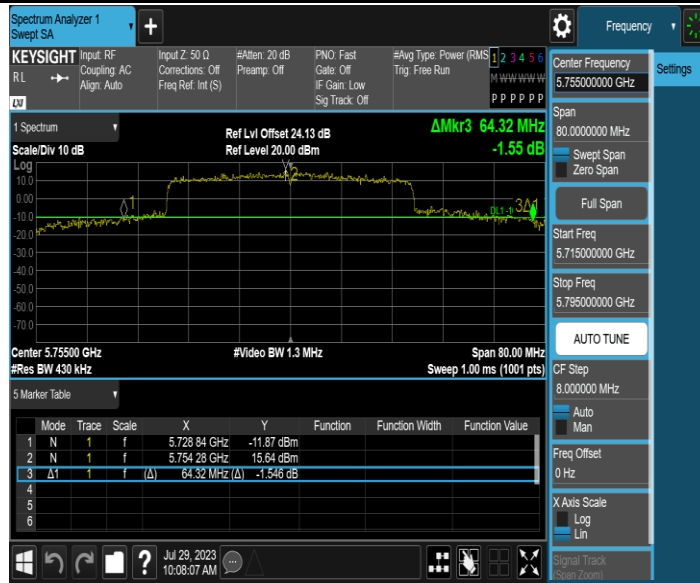 Spectrum Analyzer 1
Swept SA
+
Frequency
KEYSIGHT
RL
LXI
Input: RF
Coupling: AC
Align: Auto
Input Z: 50 Ω
Corrections: Off
Freq Ref: Int (S)
#Atten: 20 dB
Preamp: Off
PNO: Fast
Gate: Off
IF Gain: Low
Sig Track: Off
#Avg Type: Power (RMS
Trig: Free Run
1 2 3 4 5 6
M W W W W W
P P P P P P
Center Frequency
5.755000000 GHz
Settings
Span
80.0000000 MHz
Swept Span
Zero Span
Full Span
Start Freq
5.715000000 GHz
Stop Freq
5.795000000 GHz
AUTO TUNE
CF Step
8.000000 MHz
Auto
Man
Freq Offset
0 Hz
X Axis Scale
Log
Lin
Signal Track
(Span Zoom)
1 Spectrum
Scale/Div 10 dB
Ref Lvl Offset 24.13 dB
Ref Level 20.00 dBm
ΔMkr3 64.32 MHz
-1.55 dB
Log
10.0
0.00
-10.0
-20.0
-30.0
-40.0
-50.0
-60.0
-70.0
1
2
3Δ1
Center 5.75500 GHz
#Res BW 430 kHz
#Video BW 1.3 MHz
Span 80.00 MHz
Sweep 1.00 ms (1001 pts)
5 Marker Table
Mode Trace Scale X Y Function Function Width Function Value
1 N 1 f 5.728 84 GHz -11.87 dBm
2 N 1 f 5.754 28 GHz 15.64 dBm
3 Δ1 1 f (Δ) 64.32 MHz (Δ) -1.546 dB
4
5
6
?
Jul 29, 2023
10:08:07 AM